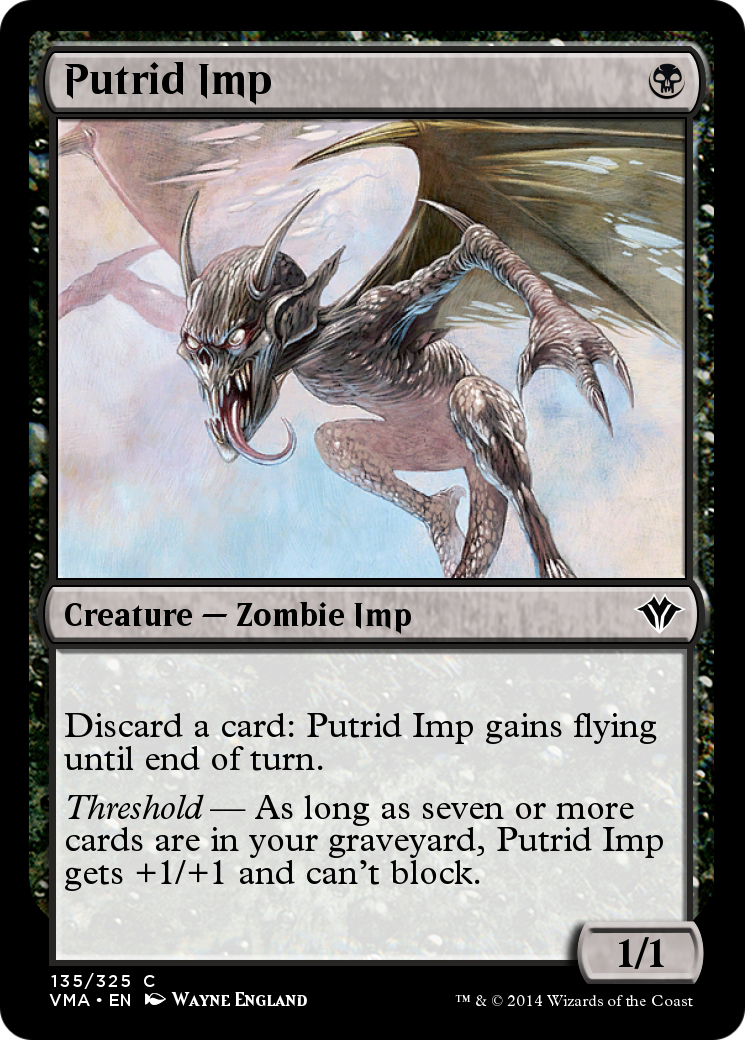 Putrid Imp
Creature — Zombie Imp
Discard a card: Putrid Imp gains flying
until end of turn.
Threshold — As long as seven or more
cards are in your graveyard, Putrid Imp
gets +1/+1 and can't block.
1/1
135/325 C
VMA • EN Wayne England
™ & © 2014 Wizards of the Coast